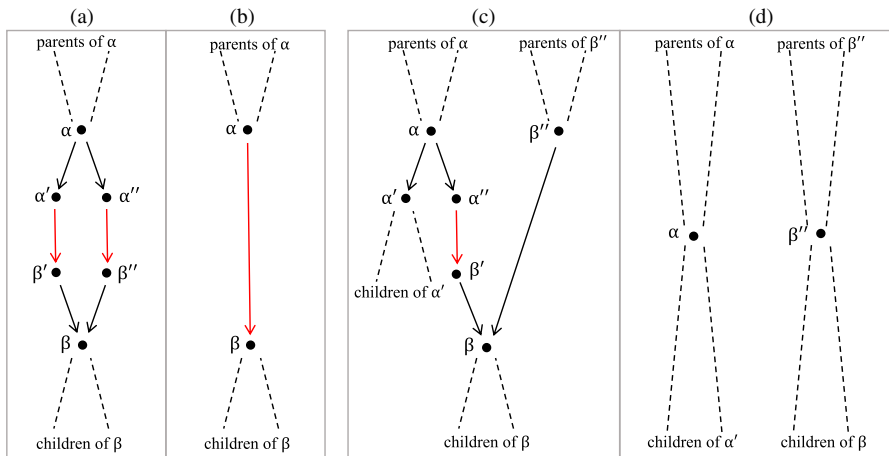 (a) (b) (c) (d)
parents of α parents of α parents of α parents of β′′ parents of α parents of β′′
α α α β′′
α′ α′′ α′ α′′
α β′′
β′ β′′ β′
children of α′
β β β
children of β children of β children of β children of α′ children of β